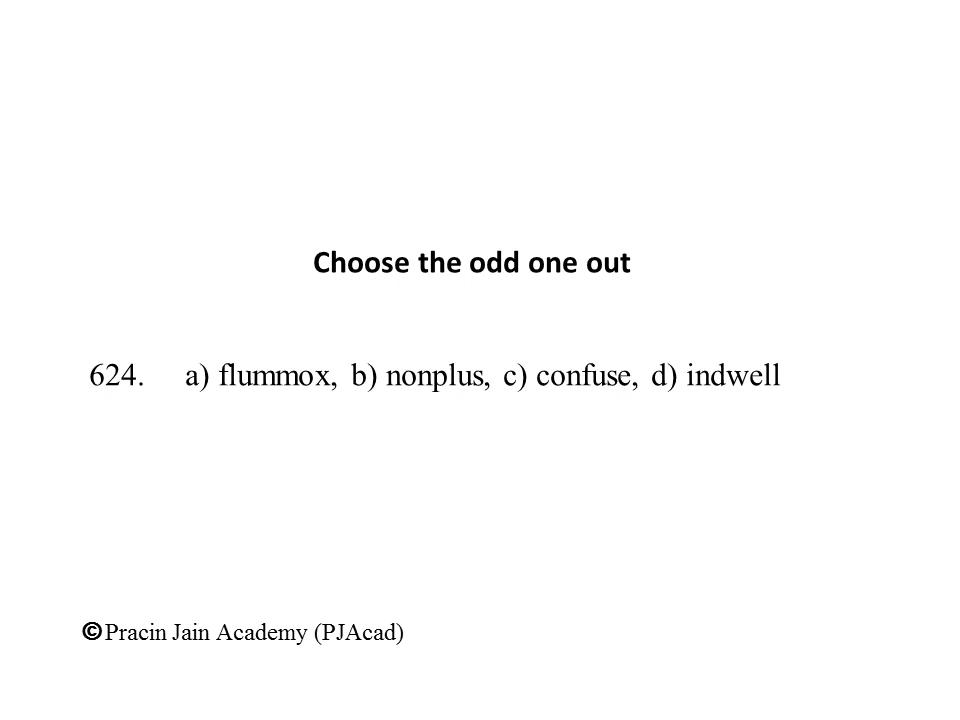 Choose the odd one out
624. a) flummox, b) nonplus, c) confuse, d) indwell
©Pracin Jain Academy (PJAcad)